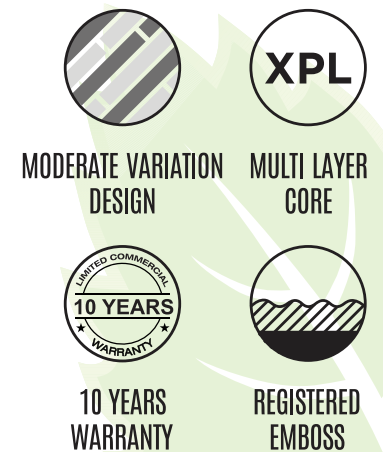 XPL
MODERATE VARIATION
DESIGN
MULTI LAYER
CORE
LIMITED COMMERCIAL
10 YEARS
WARRANTY
10 YEARS
WARRANTY
REGISTERED
EMBOSS